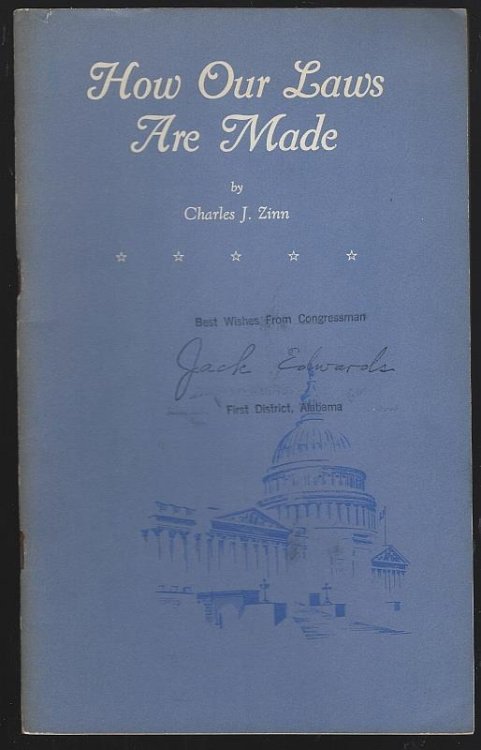 How Our Laws
Are Made
by
Charles J. Zinn
Best Wishes From Congressman
Jack Edwards
First District, Alabama